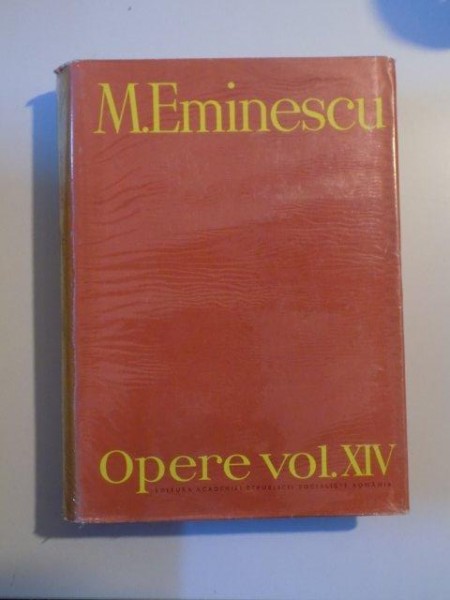 M.Eminescu
Opere vol.XIV
EDITURA ACADEMIEI REPUBLICII SOCIALISTE ROMÂNIA